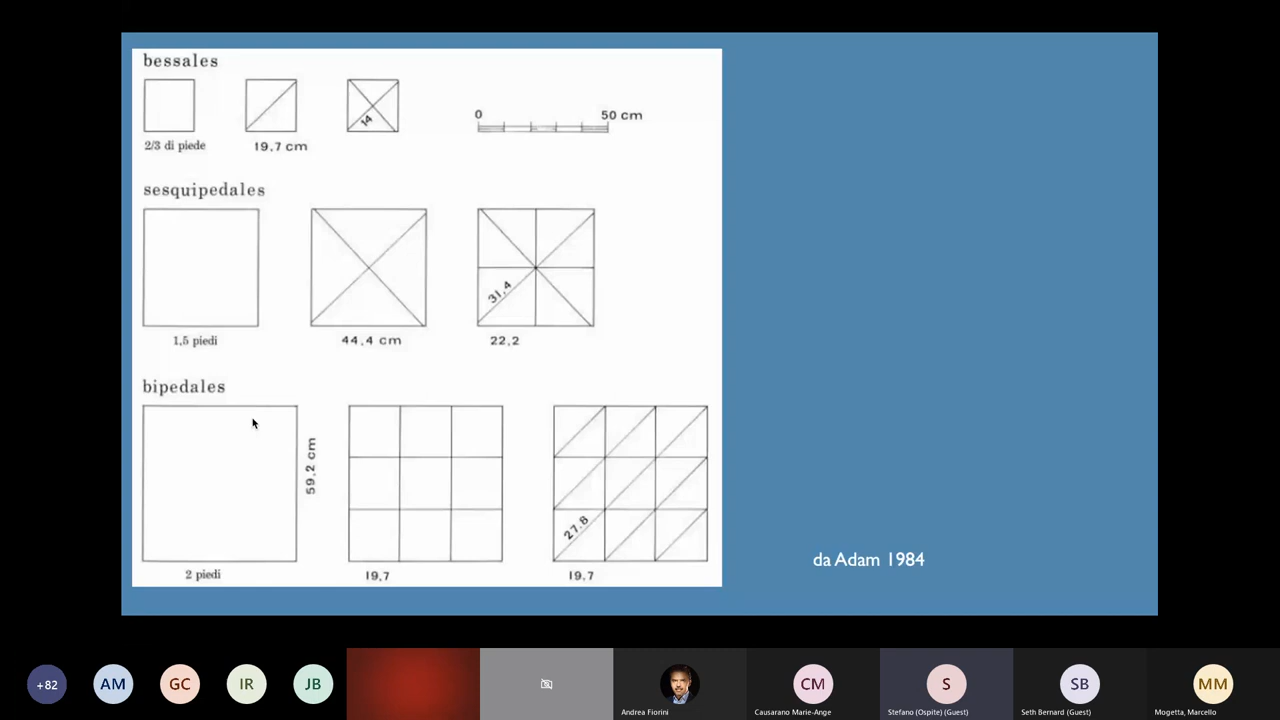 bessales
14
0 50 cm
2/3 di piede 19,7 cm
sesquipedales
31,4
1,5 piedi 44,4 cm 22,2
bipedales
59,2 cm
27.8
2 piedi 19,7 19.7
da Adam 1984
+82 AM GC IR JB CM S SB MM
Andrea Fiorini Causarano Marie-Ange Stefano (Ospite) (Guest) Seth Bernard (Guest) Mogetta, Marcello